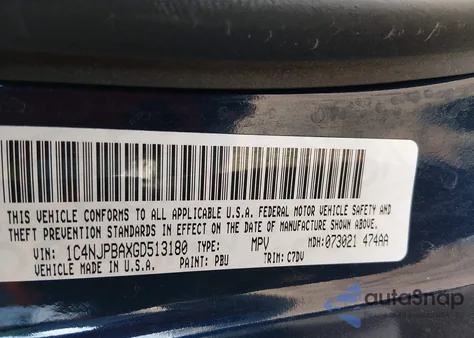 THIS VEHICLE CONFORMS TO ALL APPLICABLE U.S.A. FEDERAL MOTOR VEHICLE SAFETY AND
THEFT PREVENTION STANDARDS IN EFFECT ON THE DATE OF MANUFACTURE SHOWN ABOVE.
VIN: 1C4NJPBAXGD513180 TYPE: MPV MDH: 073021 474AA
VEHICLE MADE IN U.S.A. PAINT: PBU TRIM: C7DV
autosnap